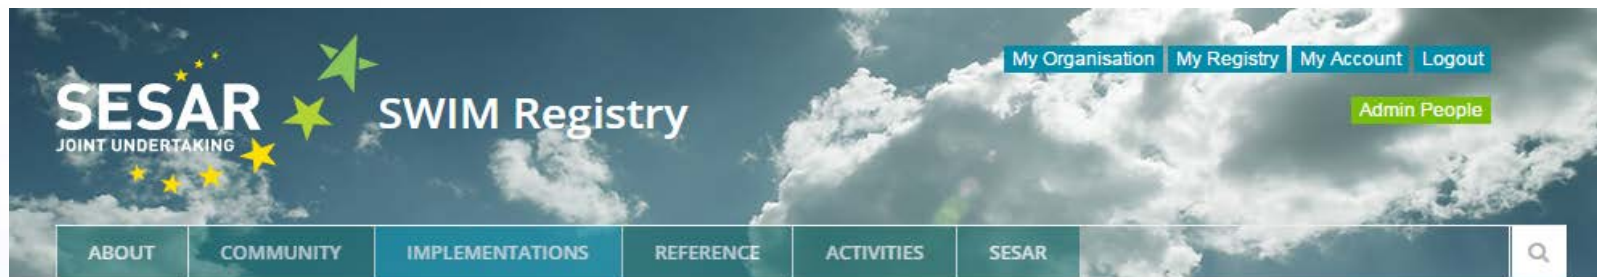 My Organisation My Registry My Account Logout
SESAR
JOINT UNDERTAKING
SWIM Registry
Admin People
ABOUT COMMUNITY IMPLEMENTATIONS REFERENCE ACTIVITIES SESAR